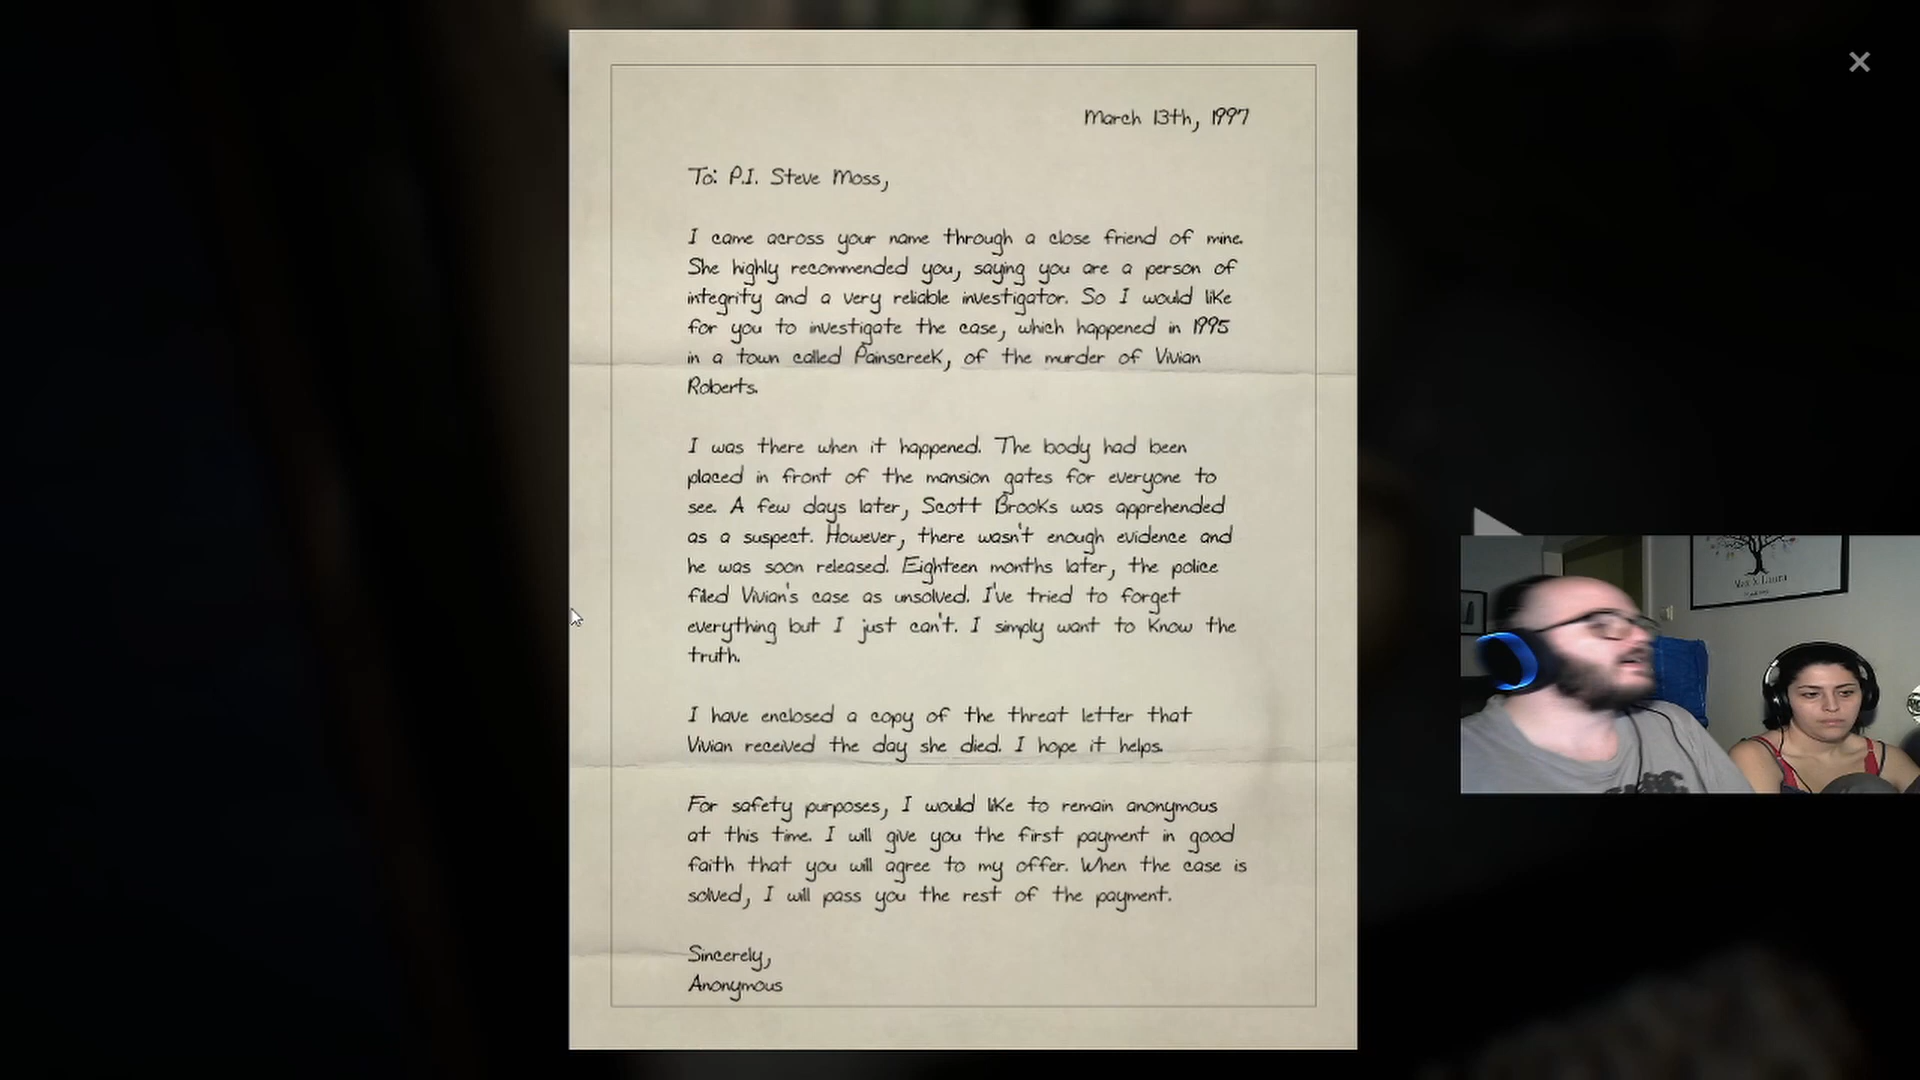 March 13th, 1997
To: P.I. Steve Moss,
I came across your name through a close friend of mine.
She highly recommended you, saying you are a person of
integrity and a very reliable investigator. So I would like
for you to investigate the case, which happened in 1995
in a town called Painscreek, of the murder of Vivian
Roberts.
I was there when it happened. The body had been
placed in front of the mansion gates for everyone to
see. A few days later, Scott Brooks was apprehended
as a suspect. However, there wasn't enough evidence and
he was soon released. Eighteen months later, the police
filed Vivian's case as unsolved. I've tried to forget
everything but I just can't. I simply want to know the
truth.
I have enclosed a copy of the threat letter that
Vivian received the day she died. I hope it helps.
For safety purposes, I would like to remain anonymous
at this time. I will give you the first payment in good
faith that you will agree to my offer. When the case is
solved, I will pass you the rest of the payment.
Sincerely,
Anonymous